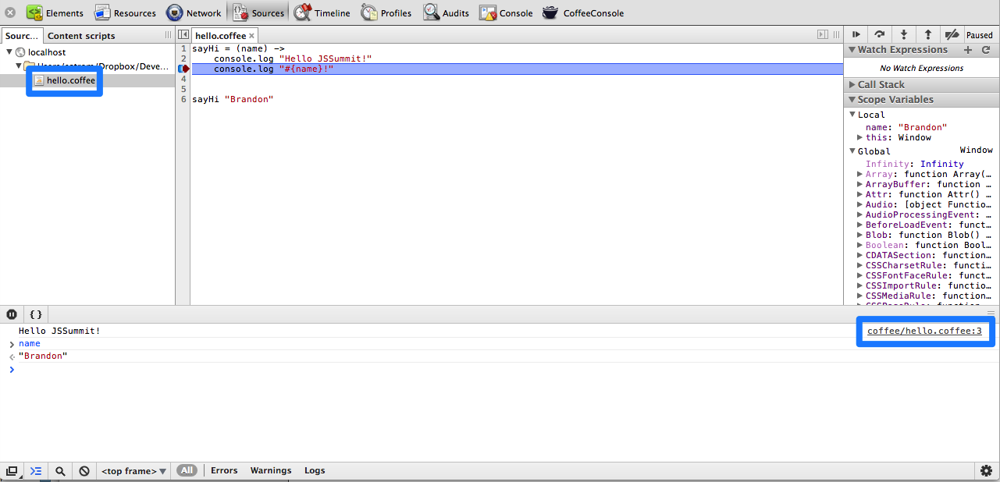 Elements Resources Network Sources Timeline Profiles Audits Console CoffeeConsole
Sourc... Content scripts
hello.coffee ×
Paused
localhost
Dropbox/Deve...
hello.coffee
1 sayHi = (name) ->
2 console.log "Hello JSSummit!"
3 console.log "#{name}!"
4
5
6 sayHi "Brandon"
Watch Expressions + C
No Watch Expressions
Call Stack
Scope Variables
Local
name: "Brandon"
this: Window
Global Window
Infinity: Infinity
Array: function Array(…
ArrayBuffer: function …
Attr: function Attr() …
Audio: [object Functio…
AudioProcessingEvent: …
BeforeLoadEvent: funct…
Blob: function Blob() …
Boolean: function Bool…
CDATASection: function…
CSSCharsetRule: functi…
CSSFontFaceRule: funct…
CSSImportRule: functio…
CSSMediaRule: function…
{ }
Hello JSSummit! coffee/hello.coffee:3
> name
< "Brandon"
>
<top frame> All Errors Warnings Logs